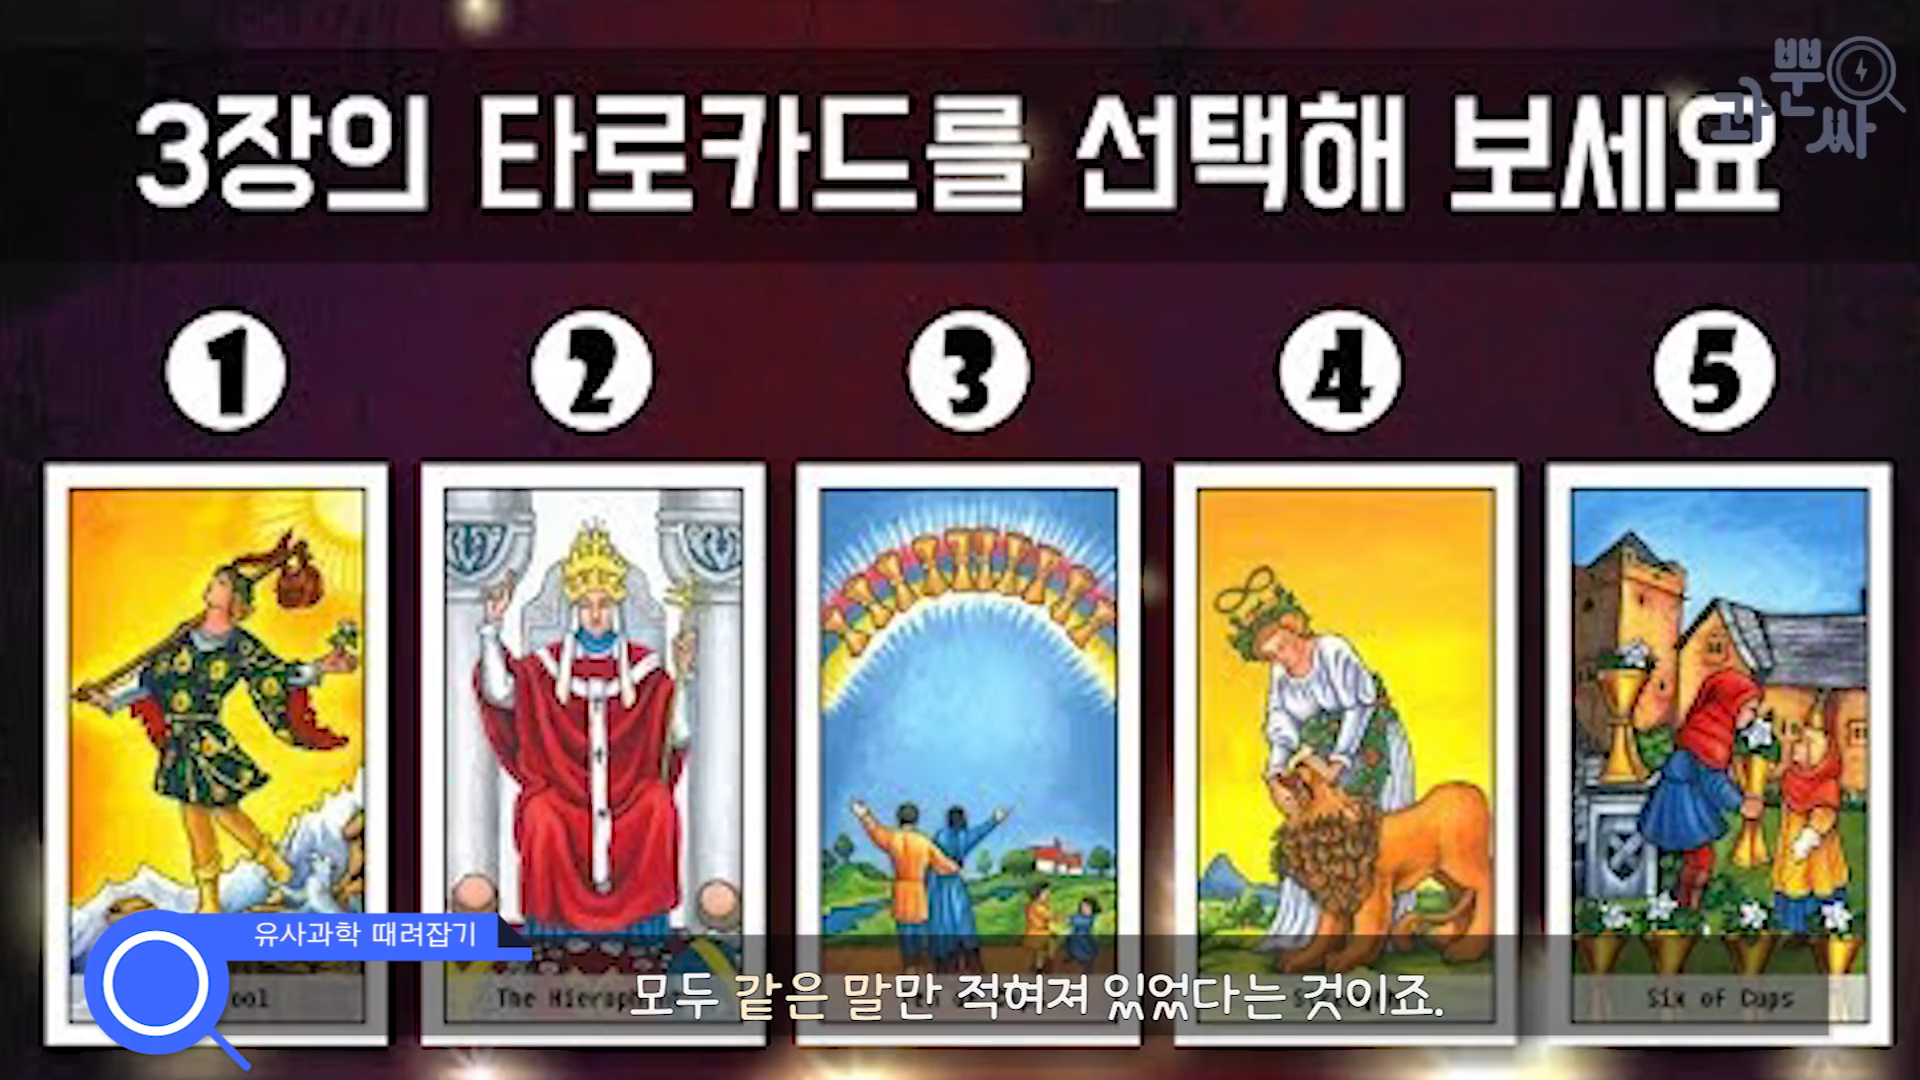 3장의 타로카드를 선택해 보세요
과뿐싸
1 2 3 4 5
유사과학 때려잡기
The Hierop
Six of Cups
모두 같은 말만 적혀져 있었다는 것이죠.